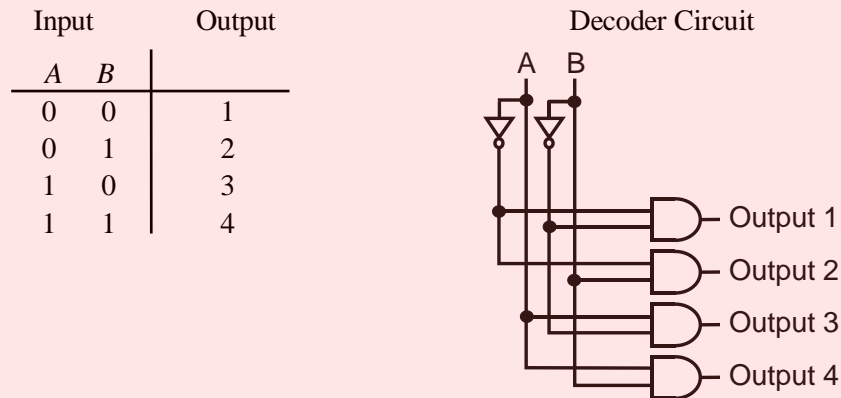 Input Output
A B
0 0 1
0 1 2
1 0 3
1 1 4
Decoder Circuit
A B
Output 1
Output 2
Output 3
Output 4